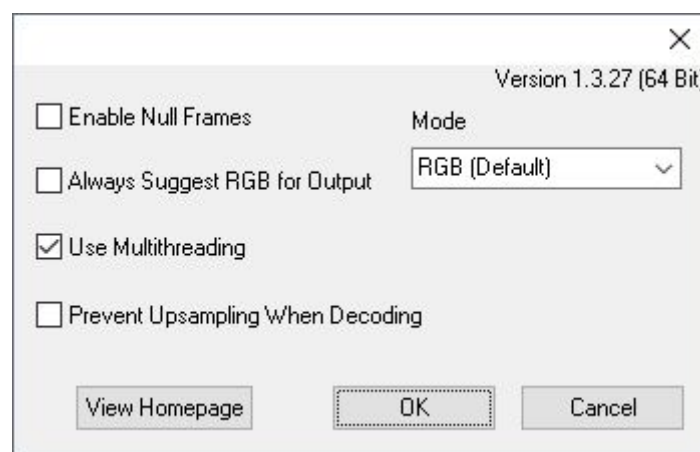 Version 1.3.27 (64 Bit
Enable Null Frames
Mode
Always Suggest RGB for Output
RGB (Default)
Use Multithreading
Prevent Upsampling When Decoding
View Homepage
OK
Cancel